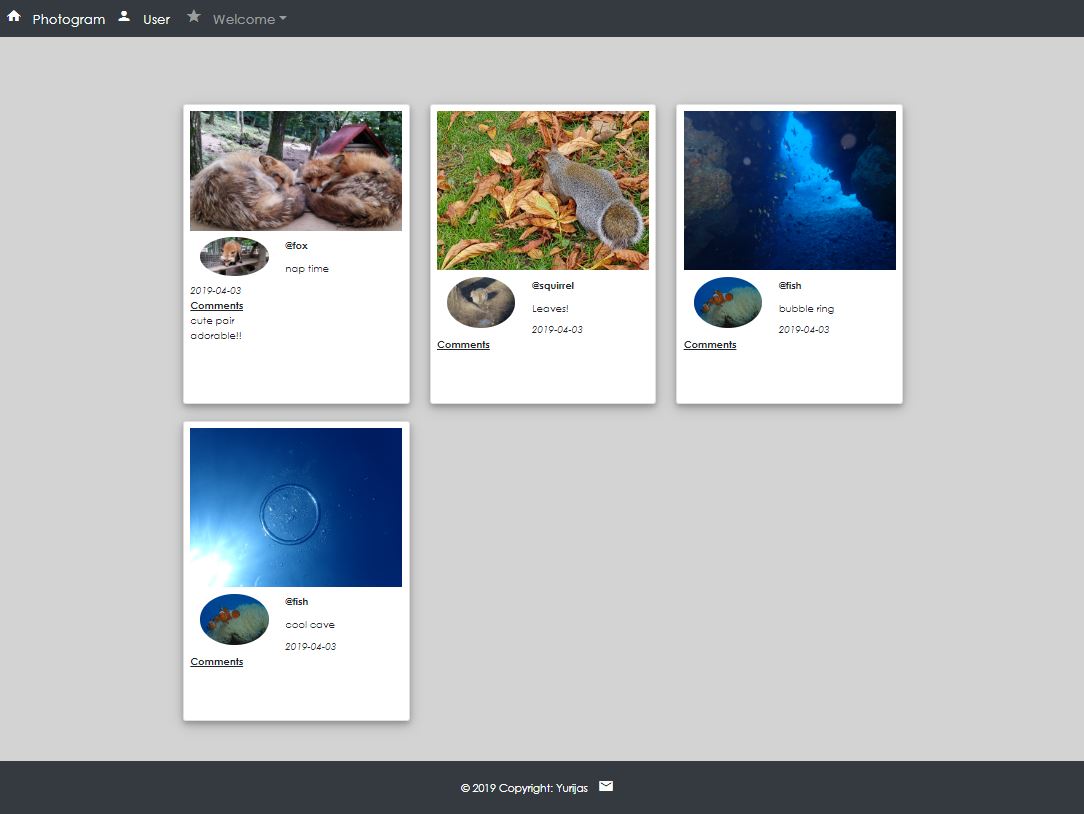 Photogram User Welcome
@fox
nap time
2019-04-03
Comments
cute pair
adorable!!
@squirrel
Leaves!
2019-04-03
Comments
@fish
bubble ring
2019-04-03
Comments
@fish
cool cave
2019-04-03
Comments
© 2019 Copyright: Yurijas